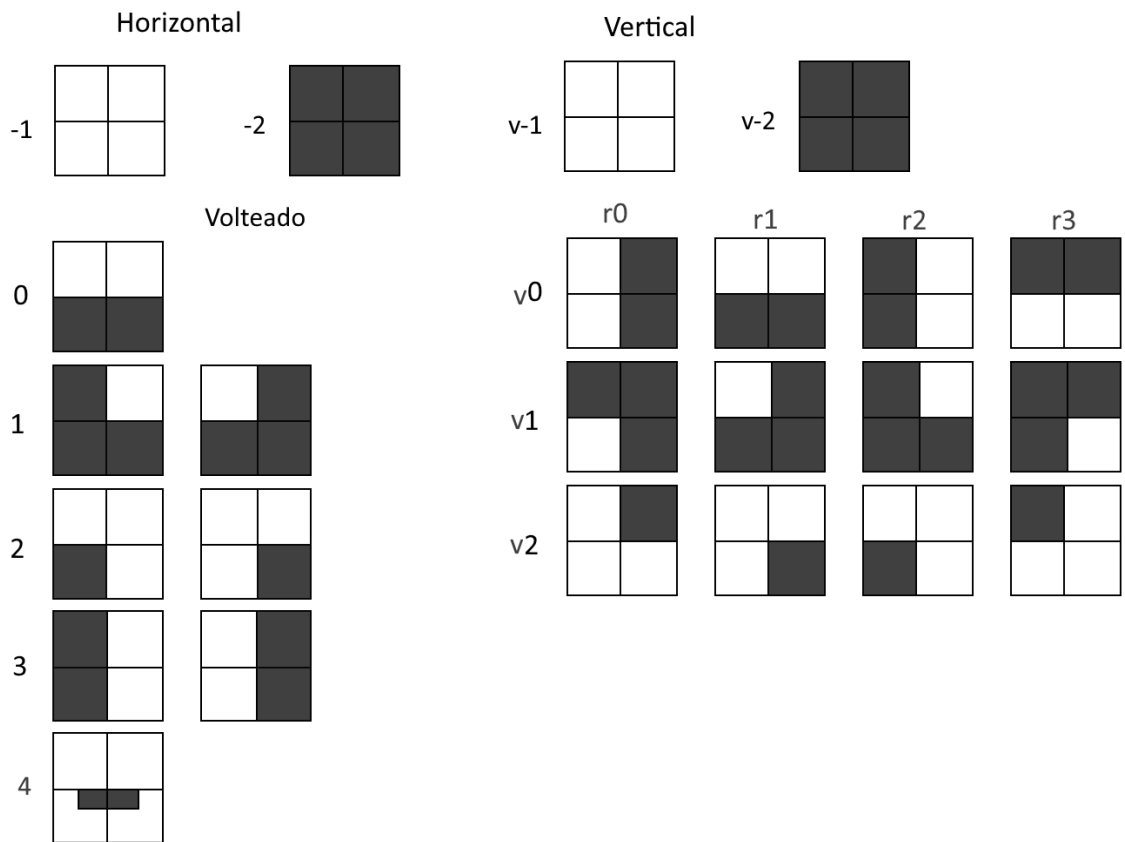 Horizontal
Vertical
-1
-2
v-1
v-2
Volteado
r0 r1 r2 r3
0
v0
1
v1
2
v2
3
4